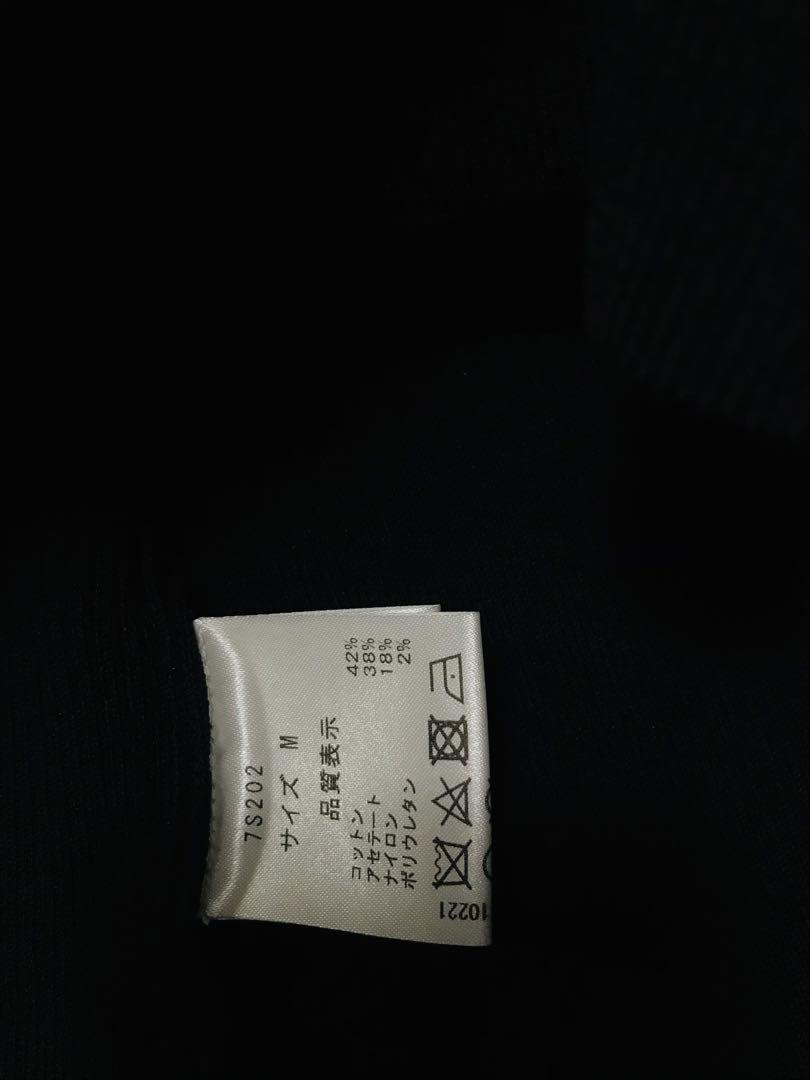 7S202
サイズ M
品質表示
コットン 42%
アセテート 38%
ナイロン 18%
ポリウレタン 2%
10221